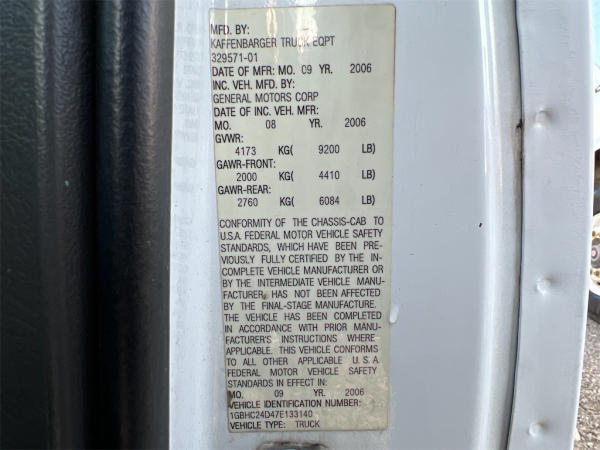 MFD. BY:
KAFFENBARGER TRUCK EQPT
329571-01
DATE OF MFR: MO. 09 YR. 2006
INC. VEH. MFD. BY:
GENERAL MOTORS CORP
DATE OF INC. VEH. MFR:
MO. 08 YR. 2006
GVWR:
4173 KG( 9200 LB)
GAWR-FRONT:
2000 KG( 4410 LB)
GAWR-REAR:
2760 KG( 6084 LB)
CONFORMITY OF THE CHASSIS-CAB TO
U.S.A. FEDERAL MOTOR VEHICLE SAFETY
STANDARDS, WHICH HAVE BEEN PRE-
VIOUSLY FULLY CERTIFIED BY THE IN-
COMPLETE VEHICLE MANUFACTURER OR
BY THE INTERMEDIATE VEHICLE MANU-
FACTURER, HAS NOT BEEN AFFECTED
BY THE FINAL-STAGE MANUFACTURE.
THE VEHICLE HAS BEEN COMPLETED
IN ACCORDANCE WITH PRIOR MANU-
FACTURER'S INSTRUCTIONS WHERE
APPLICABLE. THIS VEHICLE CONFORMS
TO ALL OTHER APPLICABLE U.S.A.
FEDERAL MOTOR VEHICLE SAFETY
STANDARDS IN EFFECT IN:
MO. 09 2006
VEHICLE IDENTIFICATION NUMBER:
1GBHC24D47E133140
VEHICLE TYPE: TRUCK